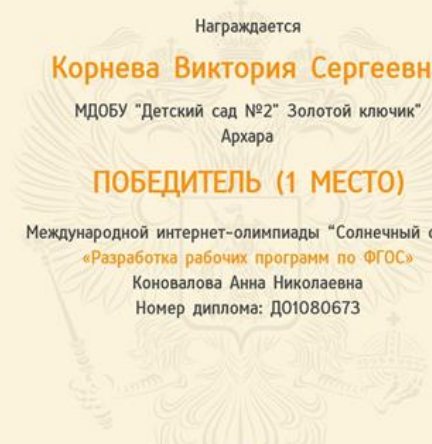 Награждается
Корнева Виктория Сергеевн
МДОБУ "Детский сад №2" Золотой ключик"
Архара
ПОБЕДИТЕЛЬ (1 МЕСТО)
Международной интернет-олимпиады "Солнечный с
«Разработка рабочих программ по ФГОС»
Коновалова Анна Николаевна
Номер диплома: ДО1080673